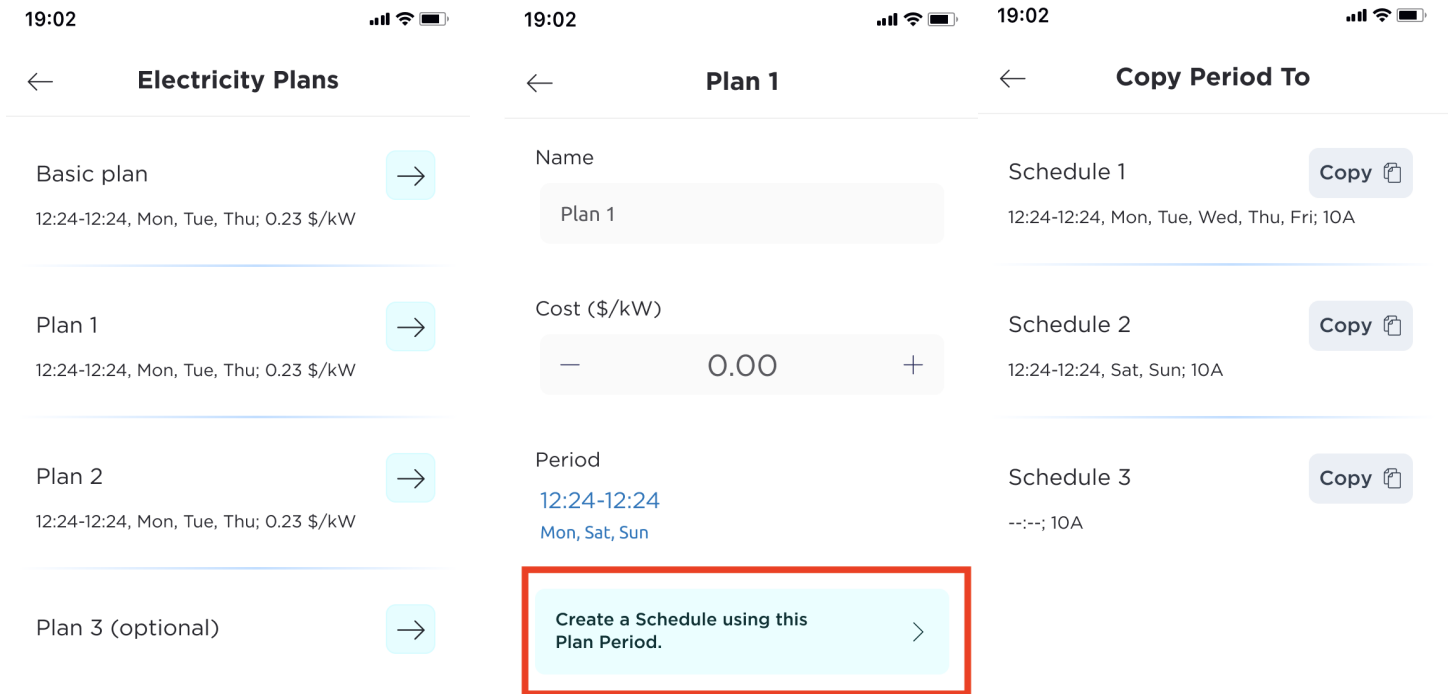 19:02
Electricity Plans
Basic plan
12:24-12:24, Mon, Tue, Thu; 0.23 $/kW
Plan 1
12:24-12:24, Mon, Tue, Thu; 0.23 $/kW
Plan 2
12:24-12:24, Mon, Tue, Thu; 0.23 $/kW
Plan 3 (optional)
19:02
Plan 1
Name
Plan 1
Cost ($/kW)
0.00
Period
12:24-12:24
Mon, Sat, Sun
Create a Schedule using this
Plan Period.
19:02
Copy Period To
Schedule 1
Copy
12:24-12:24, Mon, Tue, Wed, Thu, Fri; 10A
Schedule 2
Copy
12:24-12:24, Sat, Sun; 10A
Schedule 3
Copy
--:--; 10A